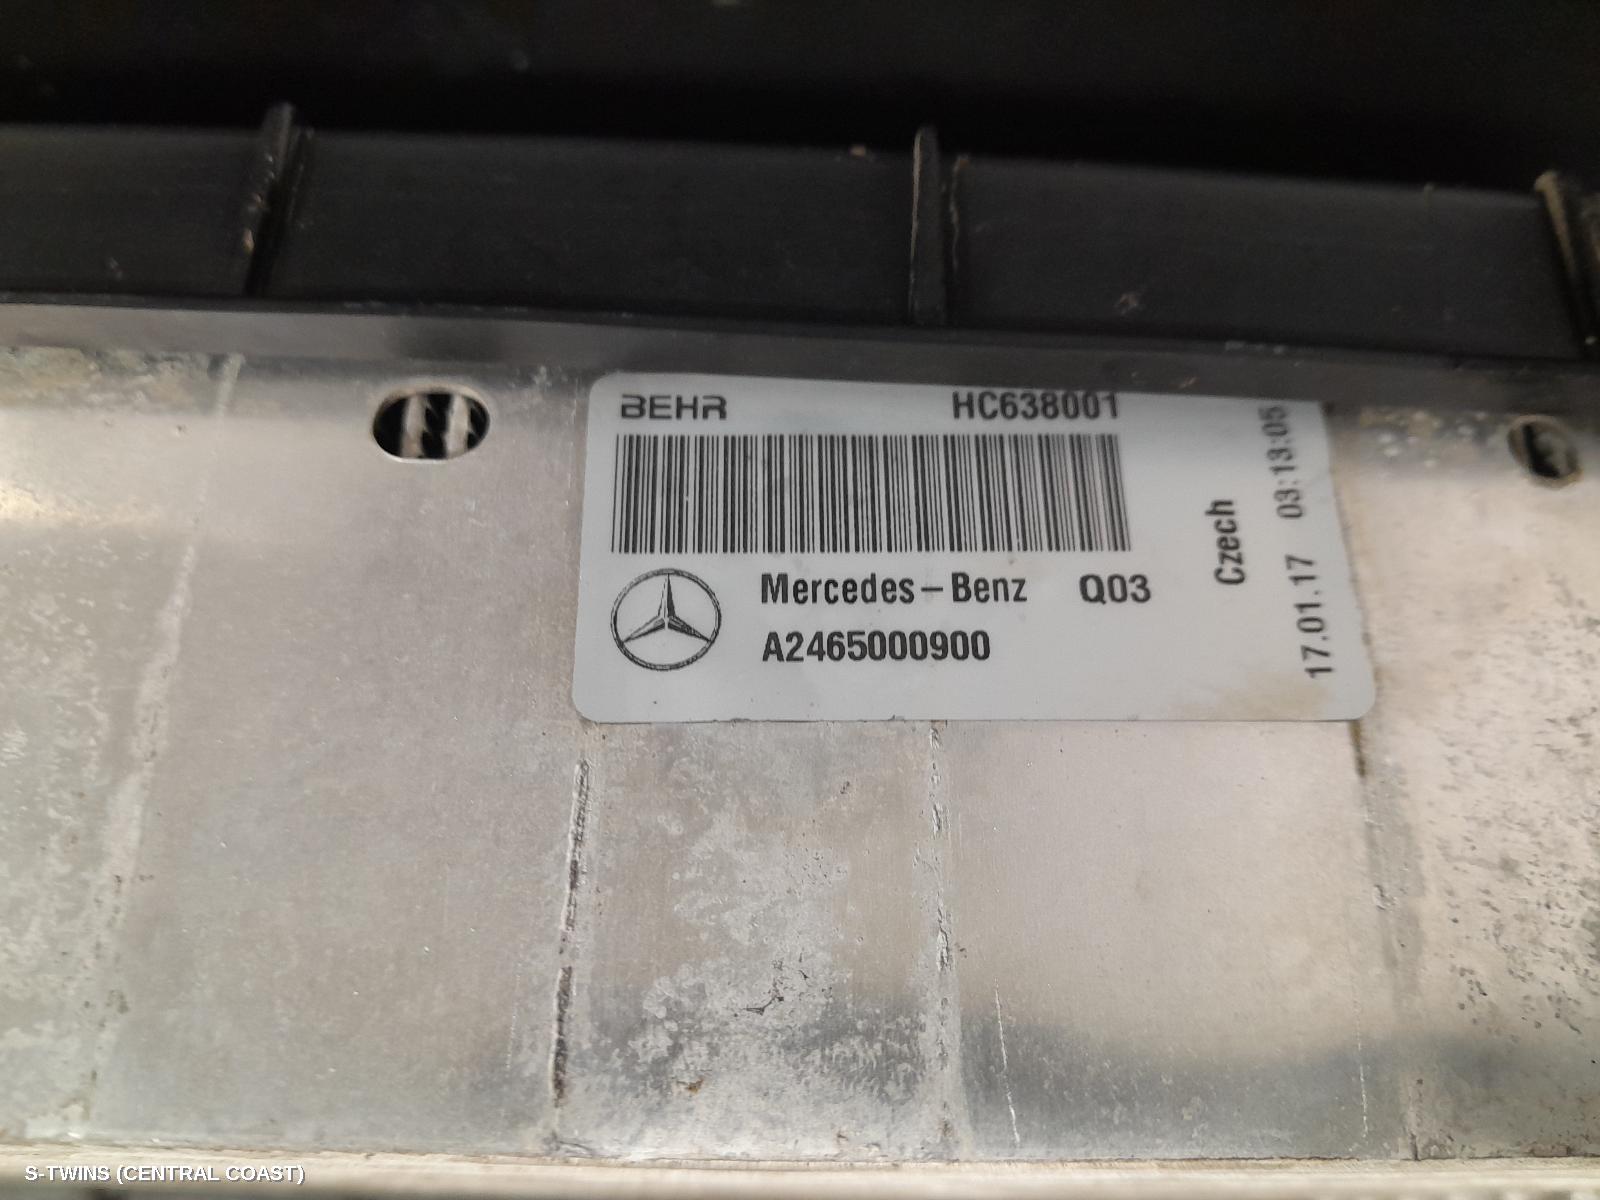 BEHR HC638001
Mercedes-Benz Q03
A2465000900
Czech
17.01.17 03:13:05
S-TWINS (CENTRAL COAST)